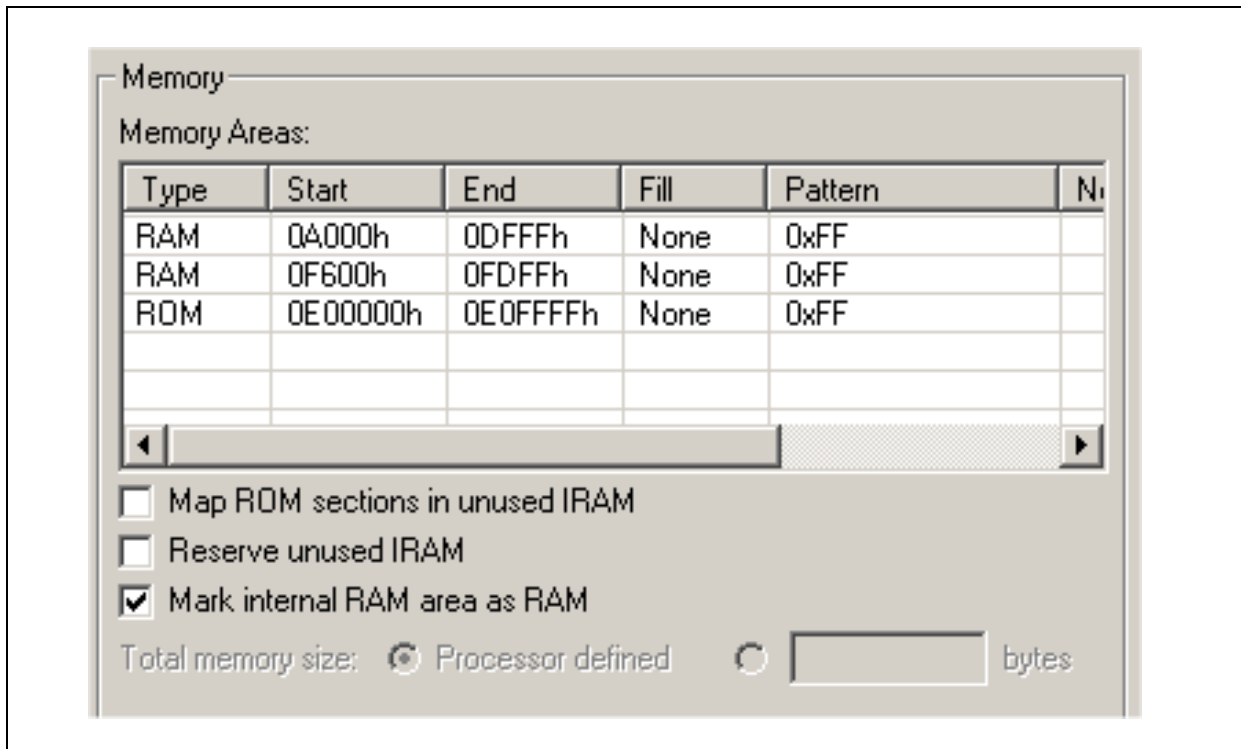 Memory
Memory Areas:
Type Start End Fill Pattern
RAM 0A000h 0DFFFh None 0xFF
RAM 0F600h 0FDFFh None 0xFF
ROM 0E00000h 0E0FFFFh None 0xFF
Map ROM sections in unused IRAM
Reserve unused IRAM
Mark internal RAM area as RAM
Total memory size: Processor defined bytes